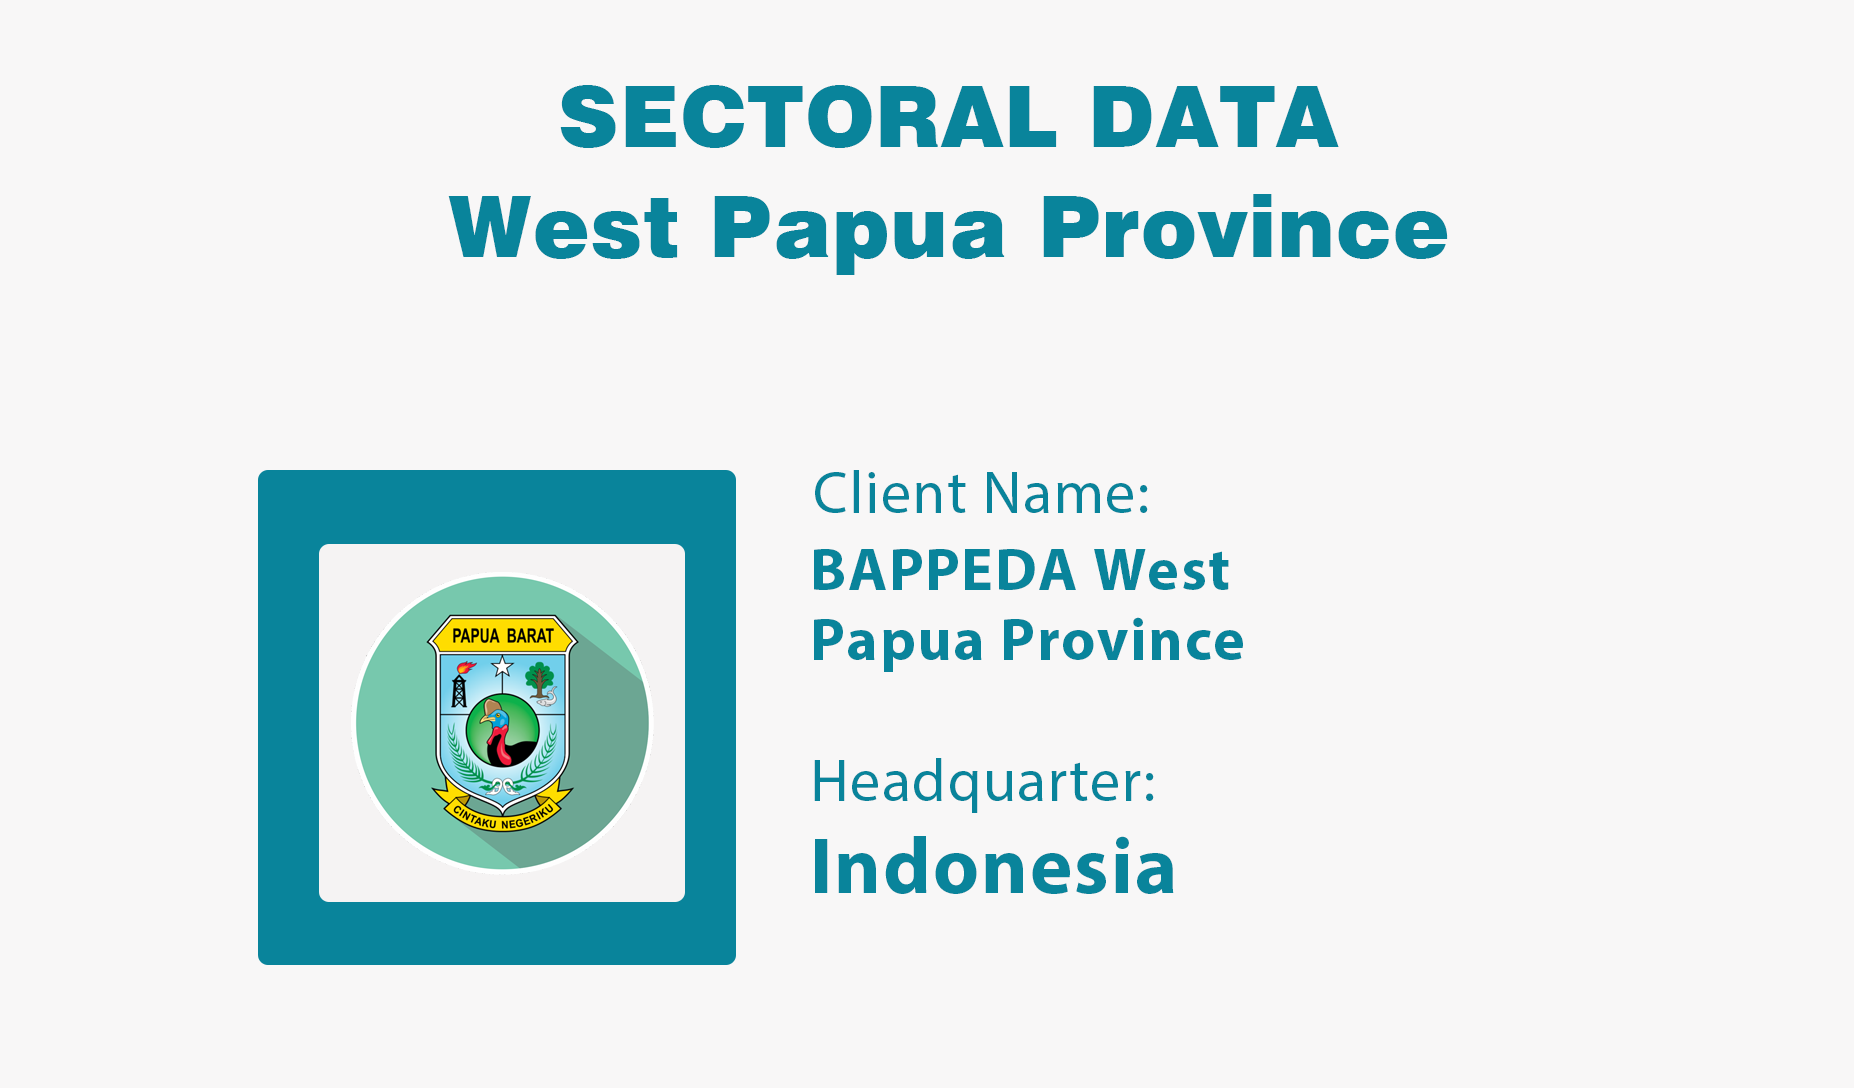 SECTORAL DATA
West Papua Province
Client Name:
BAPPEDA West
Papua Province
Headquarter:
Indonesia
PAPUA BARAT
CINTAKU NEGERIKU